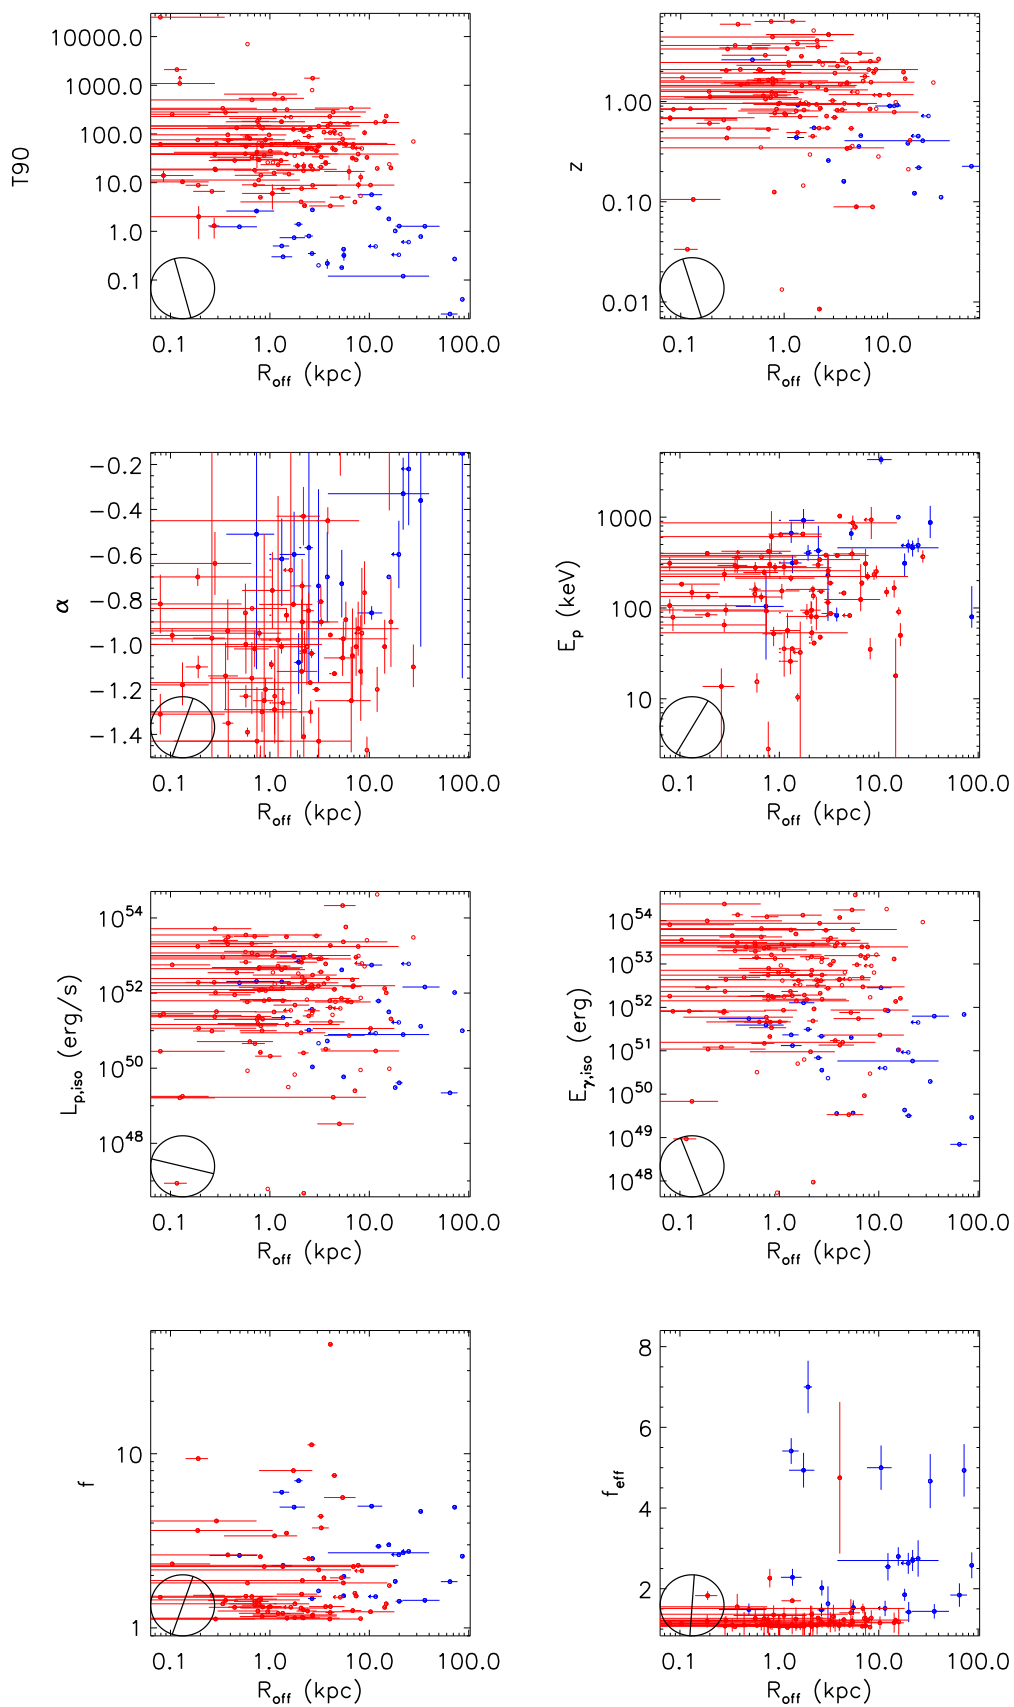 T90
10000.0
1000.0
100.0
10.0
1.0
0.1
0.1 1.0 10.0 100.0
R_off (kpc)
z
1.00
0.10
0.01
0.1 1.0 10.0
R_off (kpc)
α
−0.2
−0.4
−0.6
−0.8
−1.0
−1.2
−1.4
0.1 1.0 10.0 100.0
R_off (kpc)
E_p (keV)
1000
100
10
0.1 1.0 10.0 100.0
R_off (kpc)
L_p,iso (erg/s)
10^54
10^52
10^50
10^48
0.1 1.0 10.0 100.0
R_off (kpc)
E_γ,iso (erg)
10^54
10^53
10^52
10^51
10^50
10^49
10^48
0.1 1.0 10.0 100.0
R_off (kpc)
f
10
1
0.1 1.0 10.0 100.0
R_off (kpc)
f_eff
8
6
4
2
0.1 1.0 10.0 100.0
R_off (kpc)